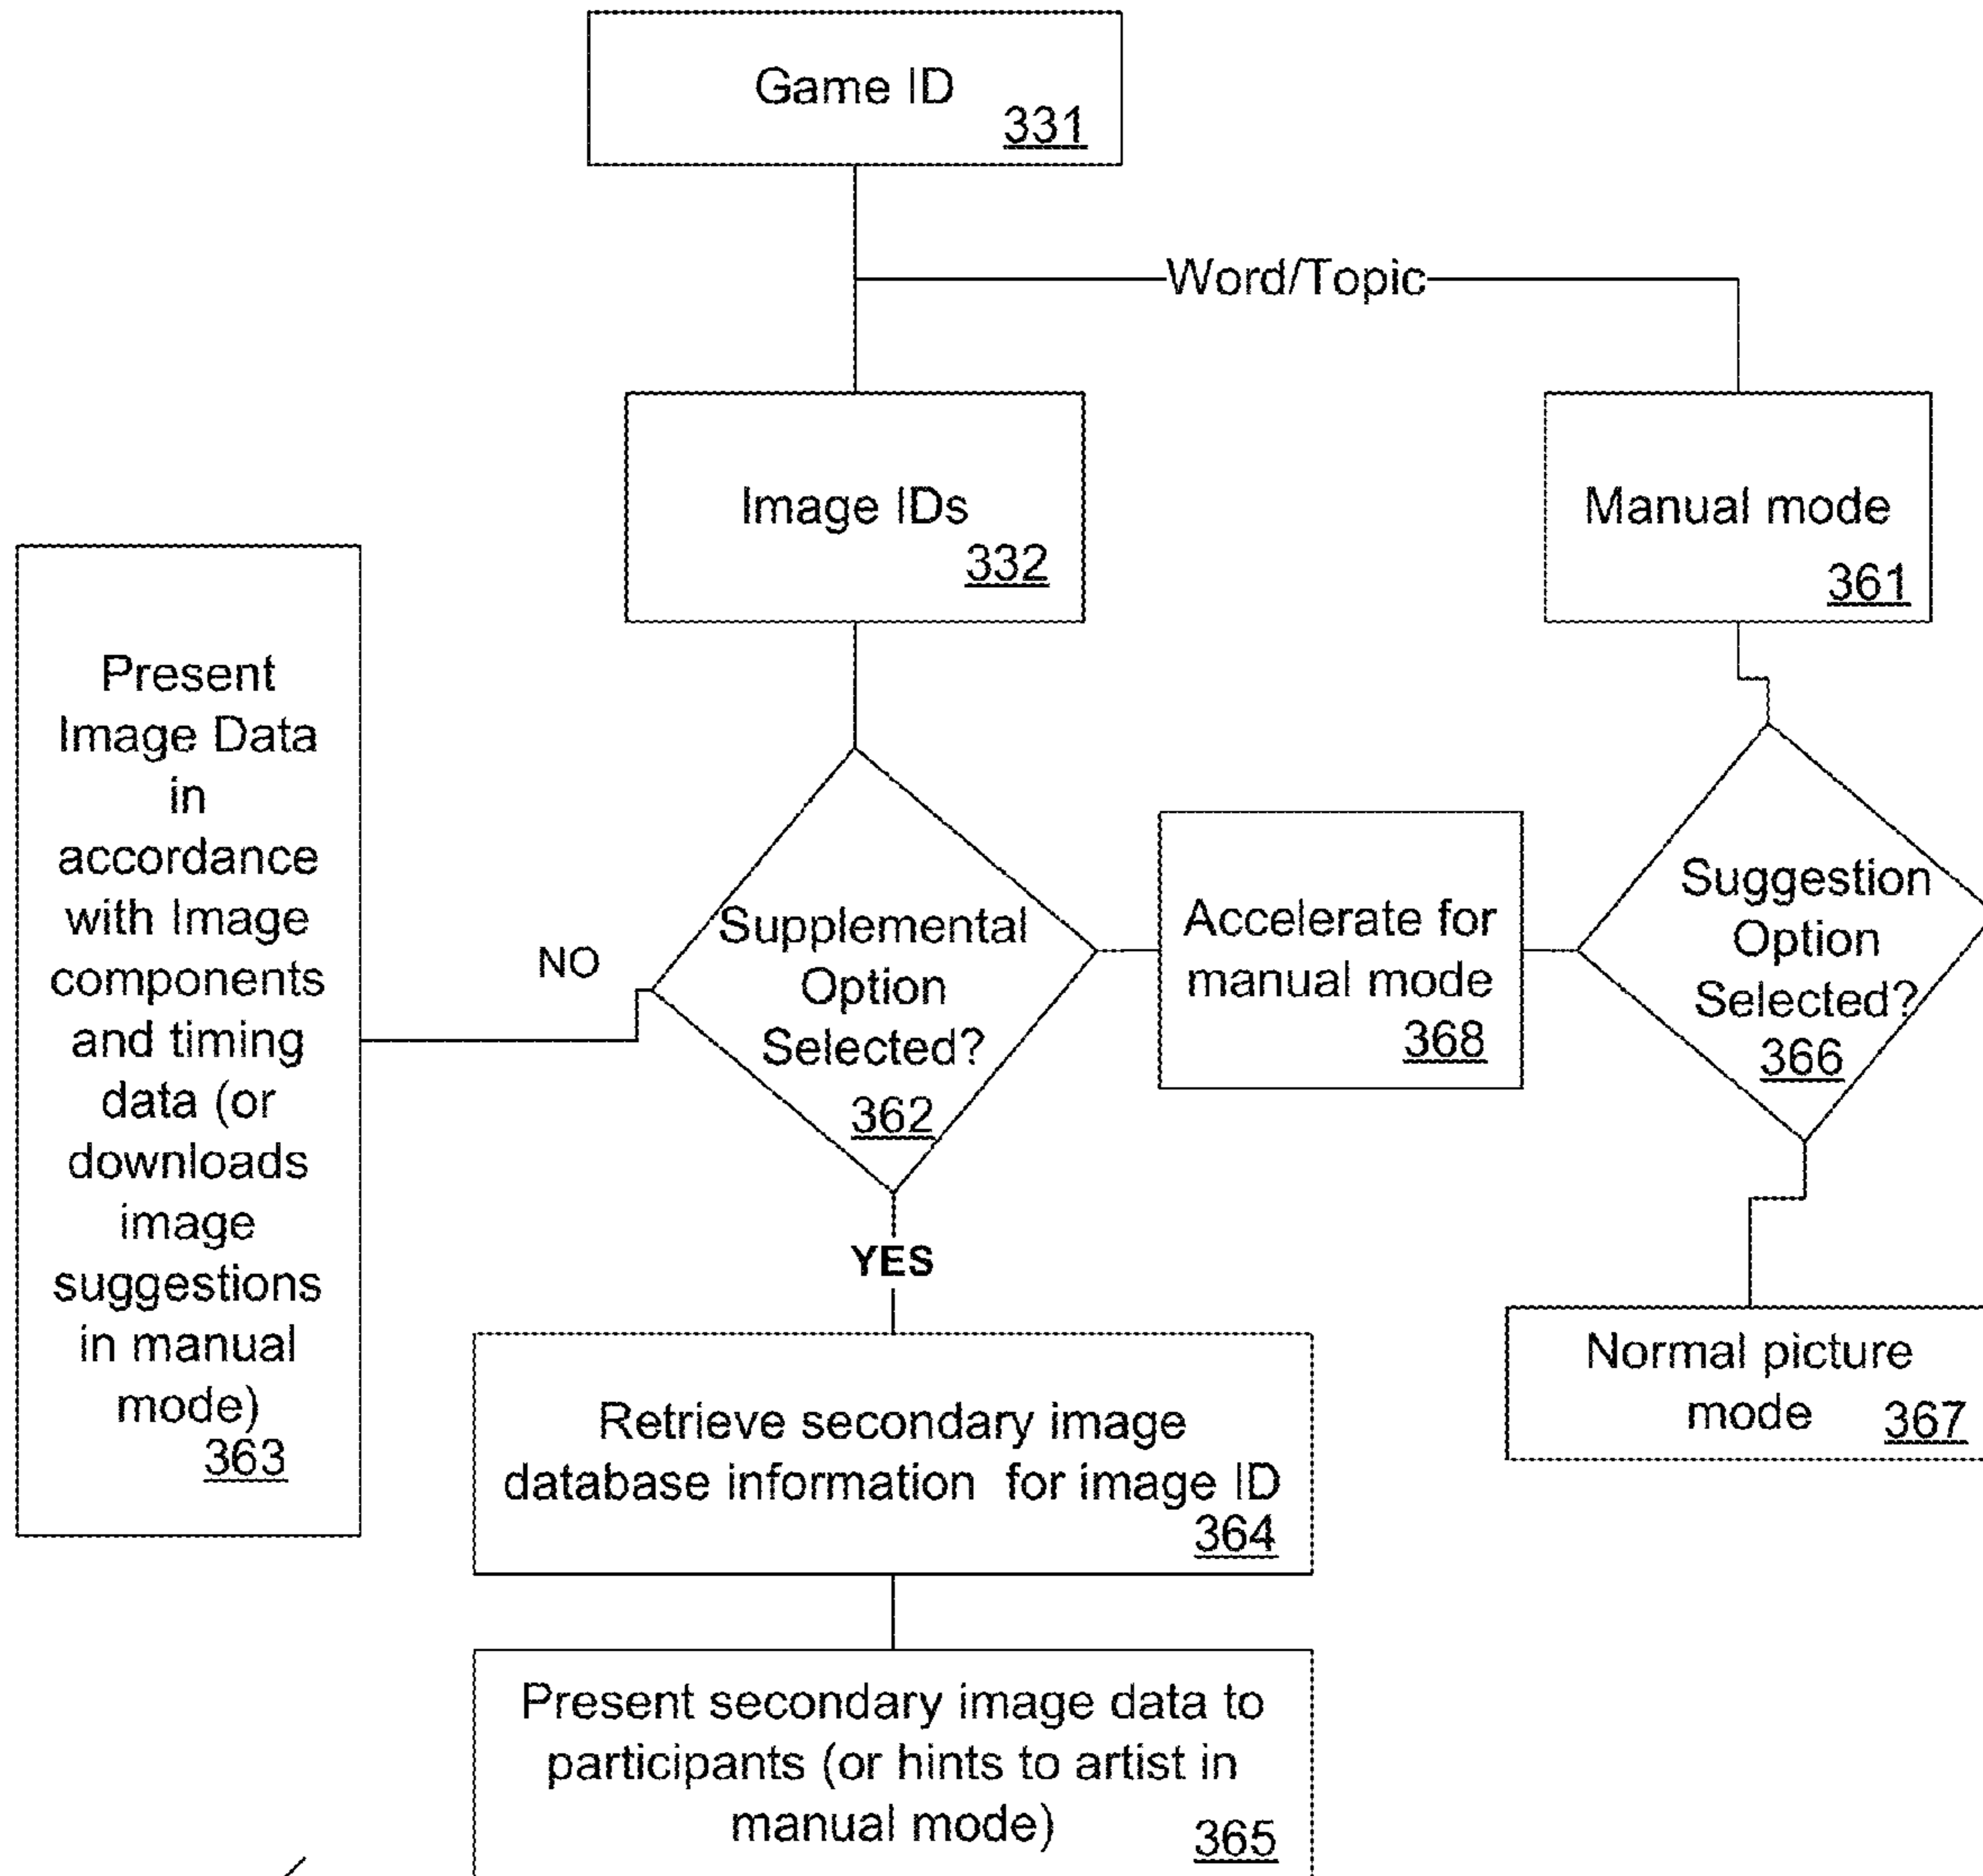 Game ID
331
Word/Topic
Image IDs
332
Manual mode
361
Present
Image Data
in
accordance
with Image
components
and timing
data (or
downloads
image
suggestions
in manual
mode)
363
NO
Supplemental
Option
Selected?
362
Accelerate for
manual mode
368
Suggestion
Option
Selected?
366
YES
Normal picture
mode 367
Retrieve secondary image
database information for image ID
364
Present secondary image data to
participants (or hints to artist in
manual mode) 365